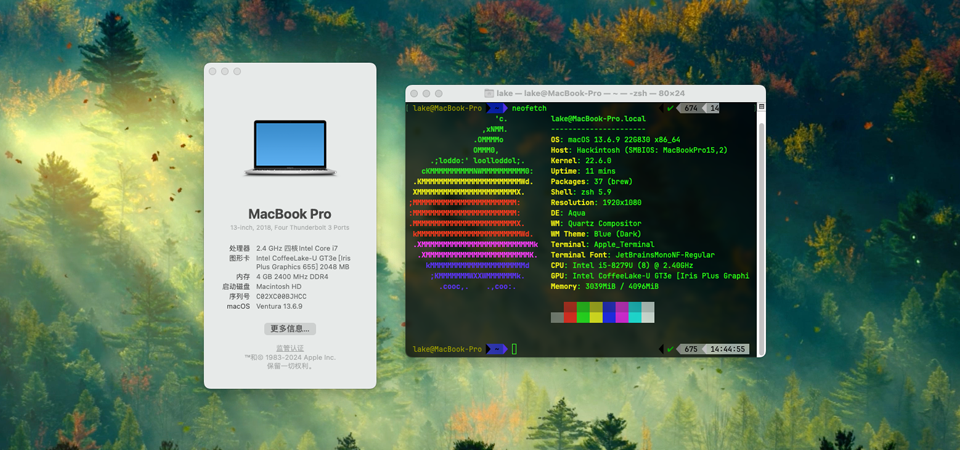 MacBook Pro
13-inch, 2018, Four Thunderbolt 3 Ports
处理器 2.4 GHz 四核Intel Core i7
图形卡 Intel CoffeeLake-U GT3e [Iris
Plus Graphics 655] 2048 MB
内存 4 GB 2400 MHz DDR4
启动磁盘 Macintosh HD
序列号 C02XC00BJHCC
macOS Ventura 13.6.9
更多信息...
监管认证
™和© 1983-2024 Apple Inc.
保留一切权利。
lake — lake@MacBook-Pro — ~ — -zsh — 80×24
lake@MacBook-Pro ~ neofetch ✔ 674 14
'c.
,xNMM.
.OMMMMo
OMMM0,
.;loddo:' loolloddol;.
cKMMMMMMMMMMNWMMMMMMMMMM0:
.KMMMMMMMMMMMMMMMMMMMMMMMWd.
XMMMMMMMMMMMMMMMMMMMMMMMX.
;MMMMMMMMMMMMMMMMMMMMMMMM:
:MMMMMMMMMMMMMMMMMMMMMMMM:
.MMMMMMMMMMMMMMMMMMMMMMMMX.
kMMMMMMMMMMMMMMMMMMMMMMMMWd.
.XMMMMMMMMMMMMMMMMMMMMMMMMMMk
.XMMMMMMMMMMMMMMMMMMMMMMMMK.
kMMMMMMMMMMMMMMMMMMMMMMd
;KMMMMMMMWXXWMMMMMMMk.
.cooc,. .,coo:.
lake@MacBook-Pro.local
----------------------
OS: macOS 13.6.9 22G830 x86_64
Host: Hackintosh (SMBIOS: MacBookPro15,2)
Kernel: 22.6.0
Uptime: 11 mins
Packages: 37 (brew)
Shell: zsh 5.9
Resolution: 1920x1080
DE: Aqua
WM: Quartz Compositor
WM Theme: Blue (Dark)
Terminal: Apple_Terminal
Terminal Font: JetBrainsMonoNF-Regular
CPU: Intel i5-8279U (8) @ 2.40GHz
GPU: Intel CoffeeLake-U GT3e [Iris Plus Graphi
Memory: 3039MiB / 4096MiB
lake@MacBook-Pro ~ ✔ 675 14:44:55